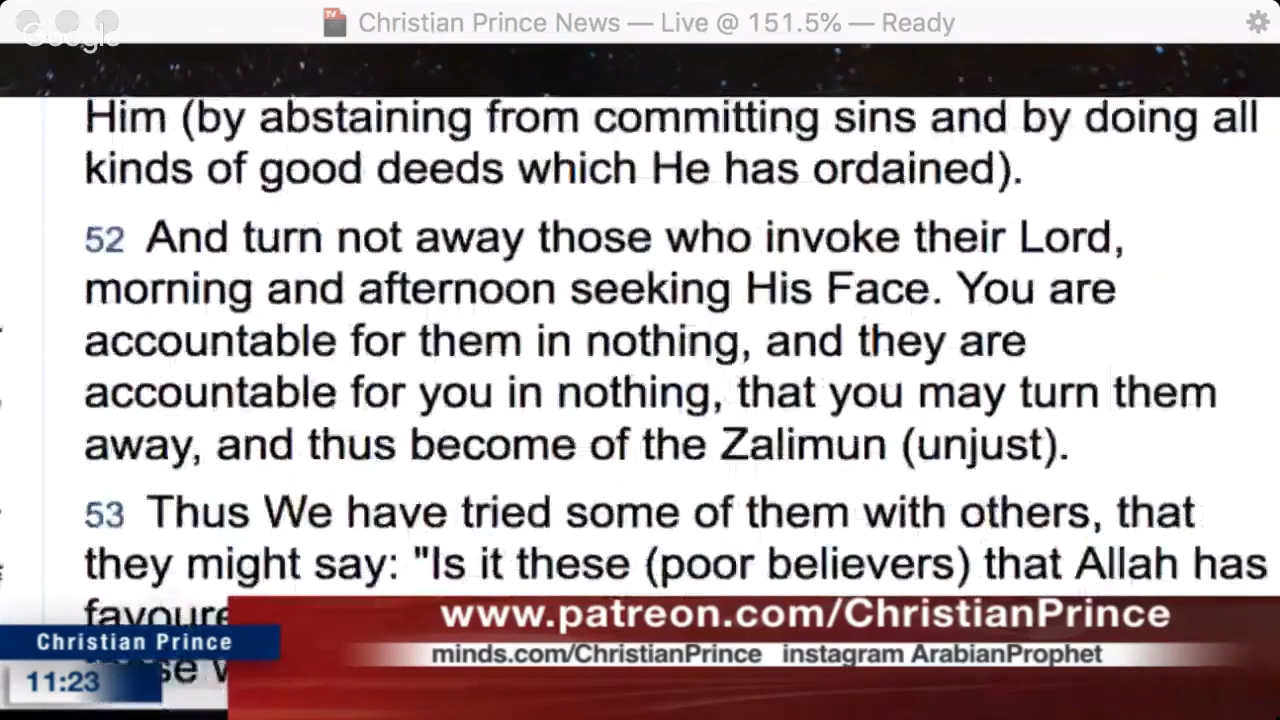 Christian Prince News — Live @ 151.5% — Ready
Google
Him (by abstaining from committing sins and by doing all
kinds of good deeds which He has ordained).
52 And turn not away those who invoke their Lord,
morning and afternoon seeking His Face. You are
accountable for them in nothing, and they are
accountable for you in nothing, that you may turn them
away, and thus become of the Zalimun (unjust).
53 Thus We have tried some of them with others, that
they might say: "Is it these (poor believers) that Allah has
www.patreon.com/ChristianPrince
Christian Prince
minds.com/ChristianPrince instagram ArabianProphet
11:23